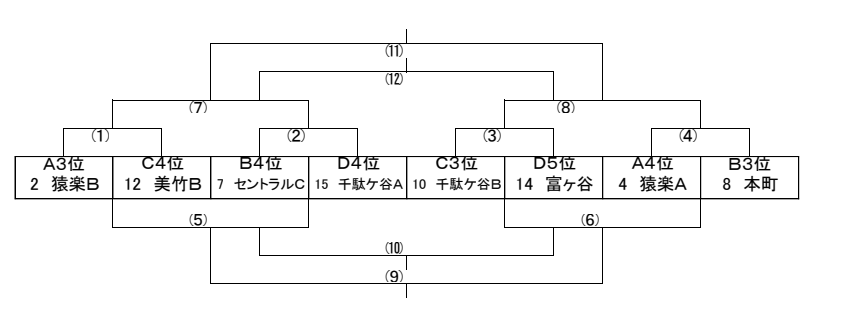 (11)
(12)
(7) (8)
(1) (2) (3) (4)
A3位 C4位 B4位 D4位 C3位 D5位 A4位 B3位
2 猿楽B 12 美竹B 7 セントラルC 15 千駄ケ谷A 10 千駄ケ谷B 14 富ヶ谷 4 猿楽A 8 本町
(5) (6)
(10)
(9)